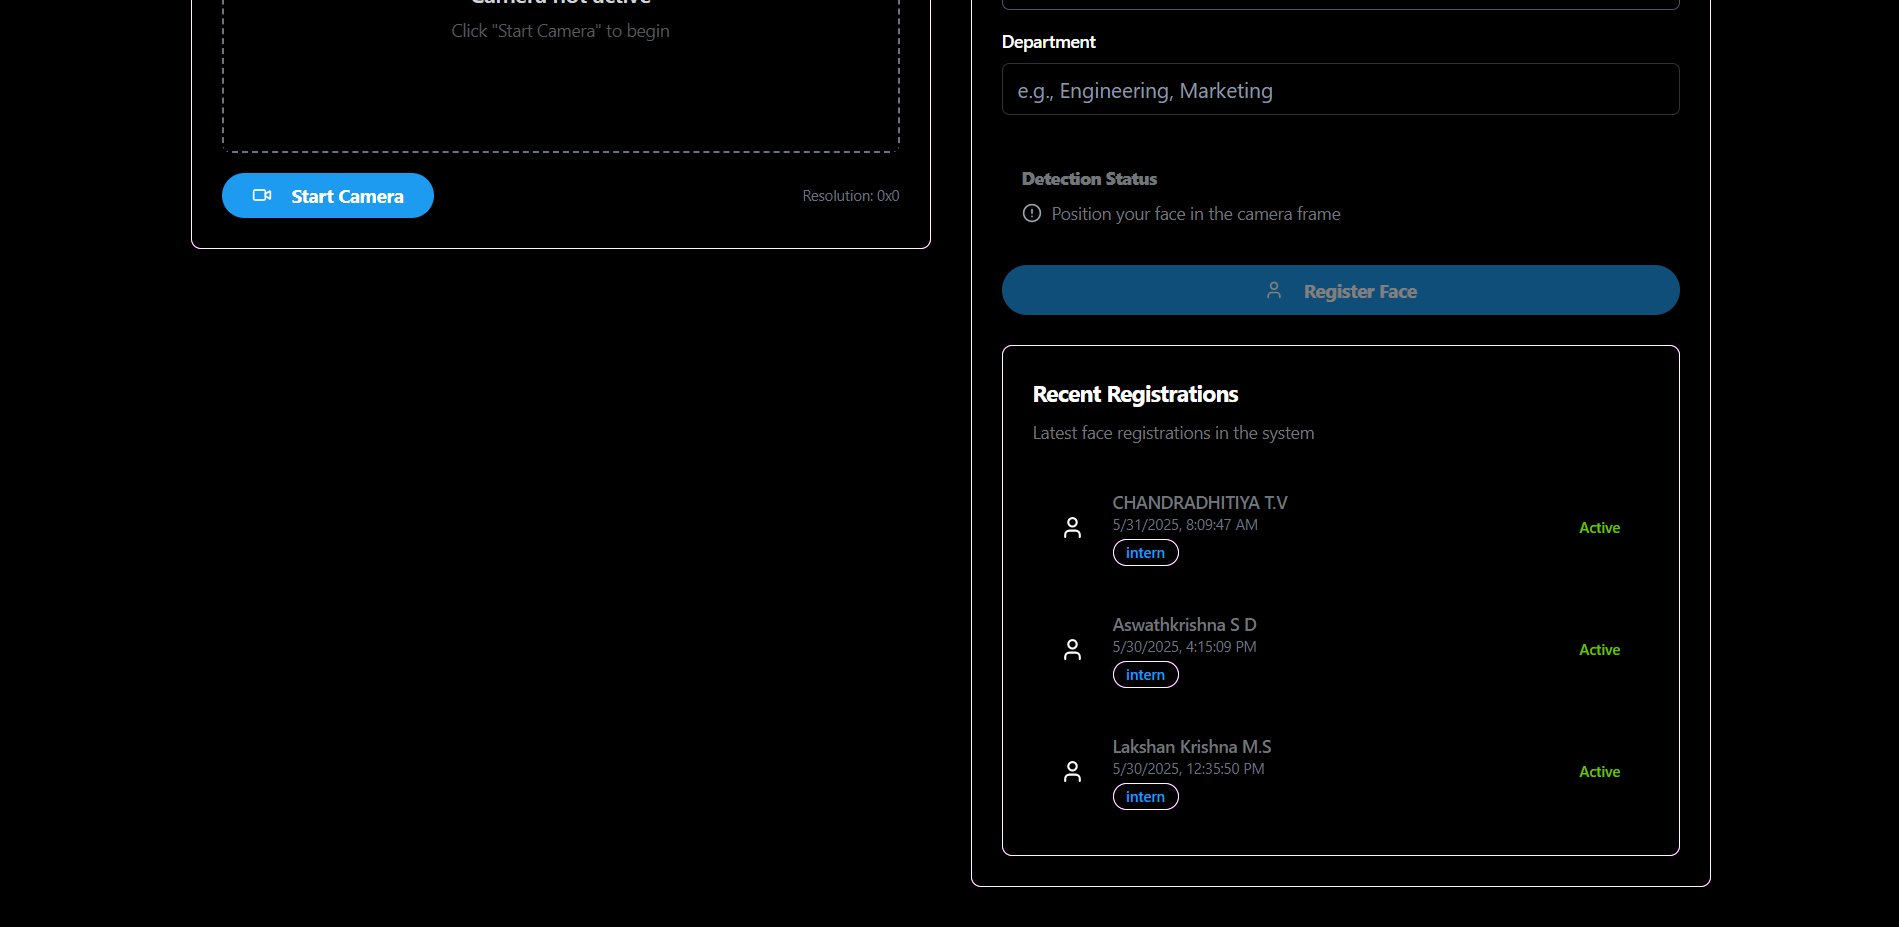 Camera not active
Click "Start Camera" to begin
Start Camera
Resolution: 0x0
Department
e.g., Engineering, Marketing
Detection Status
Position your face in the camera frame
Register Face
Recent Registrations
Latest face registrations in the system
CHANDRADHITIYA T.V
5/31/2025, 8:09:47 AM
intern
Active
Aswathkrishna S D
5/30/2025, 4:15:09 PM
intern
Active
Lakshan Krishna M.S
5/30/2025, 12:35:50 PM
intern
Active